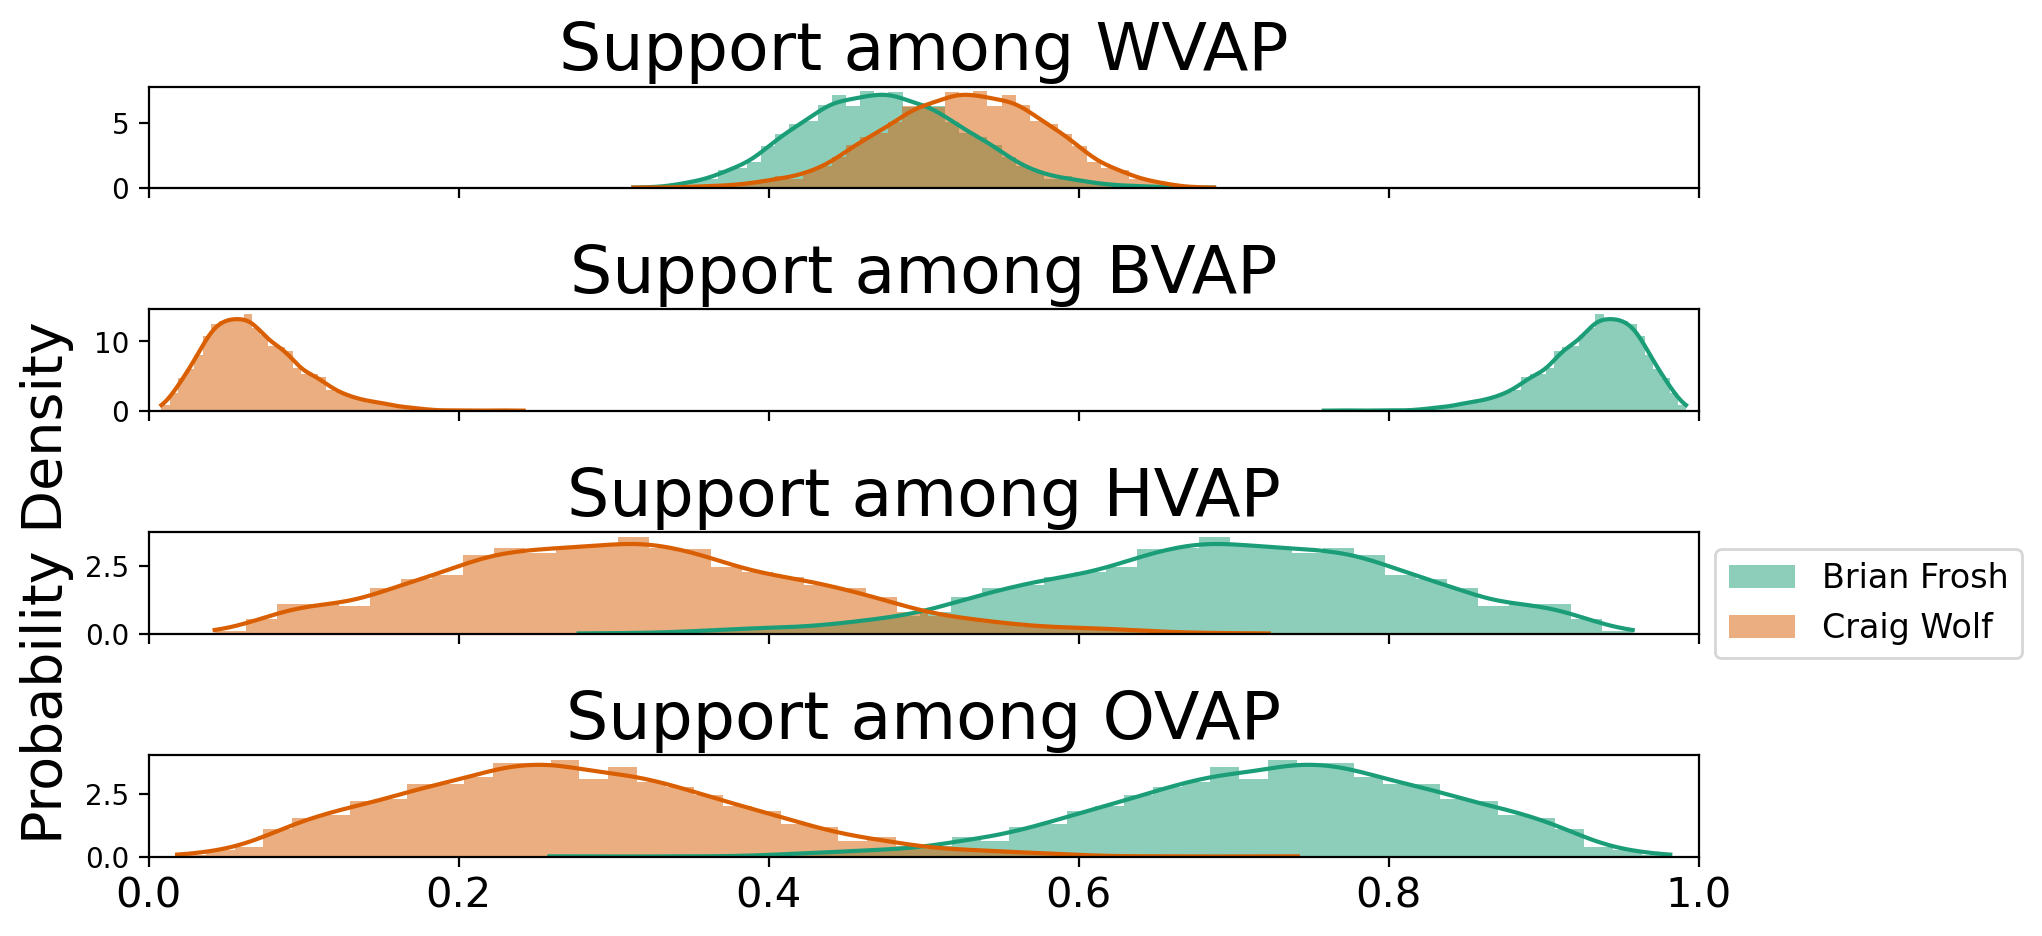 Support among WVAP
5
0
Support among BVAP
10
0
Support among HVAP
2.5
0.0
Support among OVAP
2.5
0.0
0.0 0.2 0.4 0.6 0.8 1.0
Probability Density
Brian Frosh
Craig Wolf